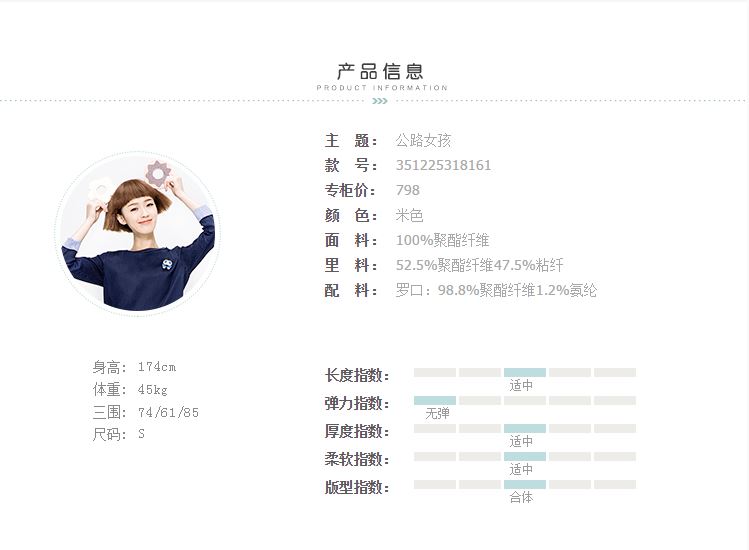 产品信息
PRODUCT INFORMATION
主 题： 公路女孩
款 号： 351225318161
专柜价： 798
颜 色： 米色
面 料： 100%聚酯纤维
里 料： 52.5%聚酯纤维47.5%粘纤
配 料： 罗口：98.8%聚酯纤维1.2%氨纶
身高: 174cm
体重: 45kg
三围: 74/61/85
尺码: S
长度指数：
适中
弹力指数：
无弹
厚度指数：
适中
柔软指数：
适中
版型指数：
合体